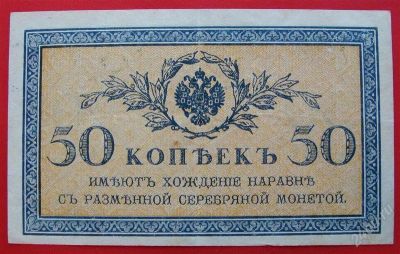 50 КОПѢЕКЪ 50
ИМѢЮТЪ ХОЖДЕНІЕ НАРАВНѢ
СЪ РАЗМѢННОЙ СЕРЕБРЯНОЙ МОНЕТОЙ.